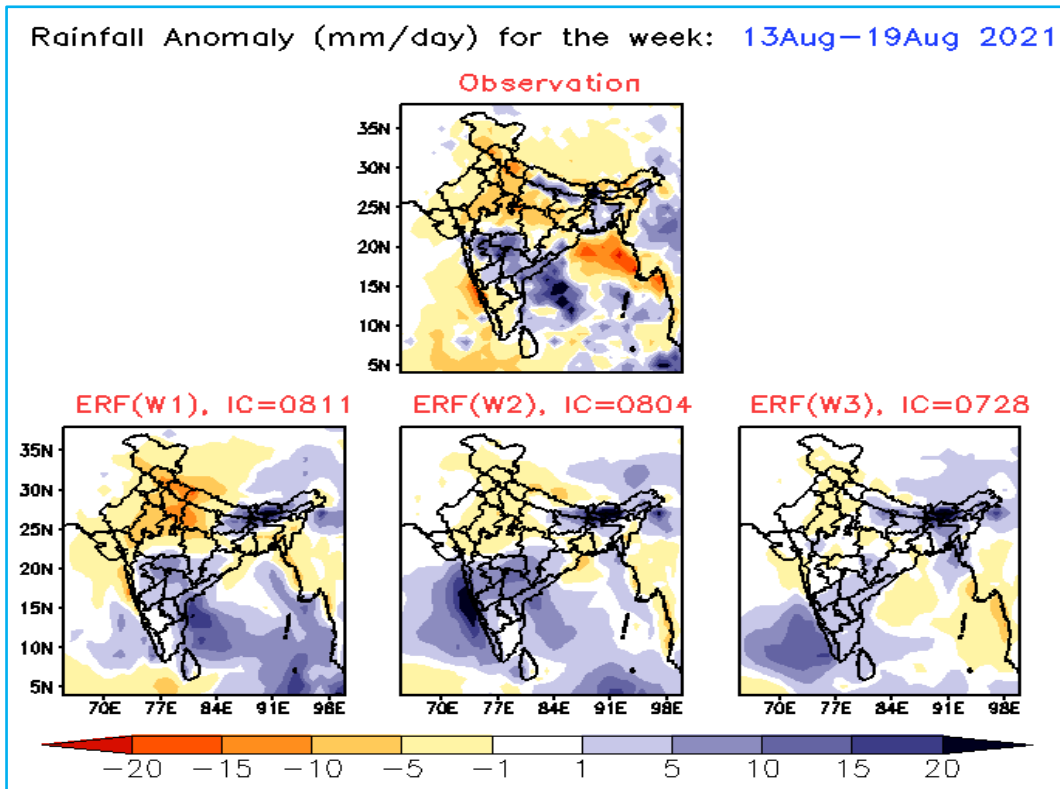 Rainfall Anomaly (mm/day) for the week: 13Aug−19Aug 2021
Observation
35N
30N
25N
20N
15N
10N
5N
ERF(W1), IC=0811 ERF(W2), IC=0804 ERF(W3), IC=0728
35N
30N
25N
20N
15N
10N
5N
70E 77E 84E 91E 98E 70E 77E 84E 91E 98E 70E 77E 84E 91E 98E
−20 −15 −10 −5 −1 1 5 10 15 20